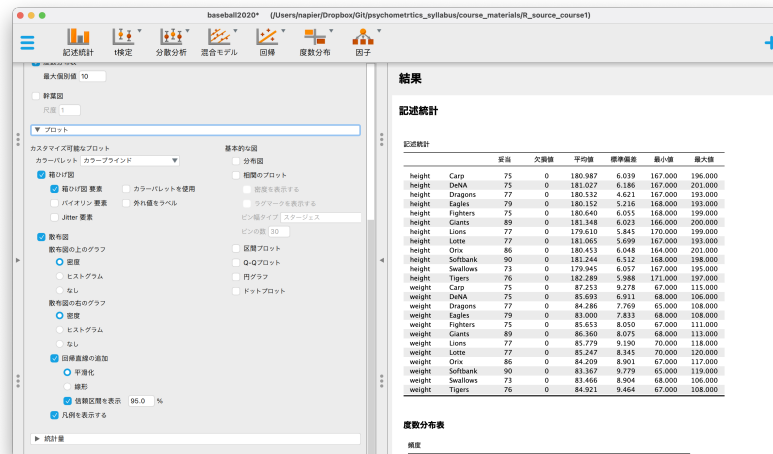 baseball2020* (/Users/napier/Dropbox/Git/psychometrtics_syllabus/course_materials/R_source_course1)
記述統計 t検定 分散分析 混合モデル 回帰 度数分布 因子
度数分布表
最大個別値 10
幹葉図
尺度 1
▼ プロット
カスタマイズ可能なプロット
カラーパレット カラーブラインド
箱ひげ図
箱ひげ図 要素 カラーパレットを使用
バイオリン 要素 外れ値をラベル
Jitter 要素
散布図
散布図の上のグラフ
密度
ヒストグラム
なし
散布図の右のグラフ
密度
ヒストグラム
なし
回帰直線の追加
平滑化
線形
信頼区間を表示 95.0 %
凡例を表示する
▶ 統計量
基本的な図
分布図
相関のプロット
密度を表示する
ラグマークを表示する
ビン幅タイプ スタージェス
ビンの数 30
区間プロット
Q-Qプロット
円グラフ
ドットプロット
結果
記述統計
記述統計
妥当 欠損値 平均値 標準偏差 最小値 最大値
height Carp 75 0 180.987 6.039 167.000 196.000
height DeNA 75 0 181.027 6.186 167.000 201.000
height Dragons 77 0 180.532 4.621 167.000 193.000
height Eagles 79 0 180.152 5.216 168.000 193.000
height Fighters 75 0 180.640 6.055 168.000 199.000
height Giants 89 0 181.348 6.023 166.000 200.000
height Lions 77 0 179.610 5.845 170.000 199.000
height Lotte 77 0 181.065 5.699 167.000 193.000
height Orix 86 0 180.453 6.048 164.000 201.000
height Softbank 90 0 181.244 6.512 168.000 198.000
height Swallows 73 0 179.945 6.057 167.000 195.000
height Tigers 76 0 182.289 5.988 171.000 197.000
weight Carp 75 0 87.253 9.278 67.000 115.000
weight DeNA 75 0 85.693 6.911 68.000 106.000
weight Dragons 77 0 84.286 7.769 65.000 108.000
weight Eagles 79 0 83.000 7.833 68.000 108.000
weight Fighters 75 0 85.653 8.050 67.000 111.000
weight Giants 89 0 86.360 8.075 68.000 113.000
weight Lions 77 0 85.779 9.190 70.000 118.000
weight Lotte 77 0 85.247 8.345 70.000 120.000
weight Orix 86 0 84.209 8.901 67.000 117.000
weight Softbank 90 0 83.367 9.779 65.000 119.000
weight Swallows 73 0 83.466 8.904 68.000 106.000
weight Tigers 76 0 84.921 9.464 67.000 108.000
度数分布表
頻度